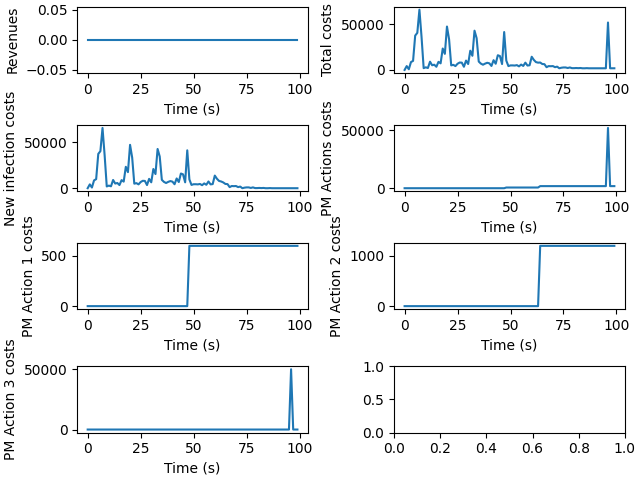 Revenues
0.05
0.00
−0.05
0 25 50 75 100
Time (s)
Total costs
50000
0
0 25 50 75 100
Time (s)
New infection costs
50000
0
0 25 50 75 100
Time (s)
PM Actions costs
50000
0
0 25 50 75 100
Time (s)
PM Action 1 costs
500
0
0 25 50 75 100
Time (s)
PM Action 2 costs
1000
0
0 25 50 75 100
Time (s)
PM Action 3 costs
50000
0
0 25 50 75 100
Time (s)
1.0
0.5
0.0
0.0 0.2 0.4 0.6 0.8 1.0